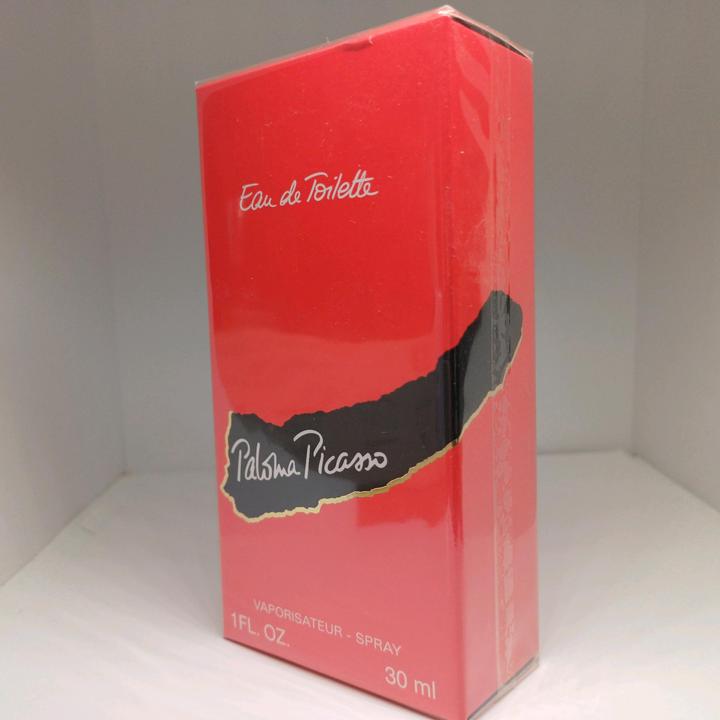 Eau de Toilette
Paloma Picasso
VAPORISATEUR - SPRAY
1FL. OZ.
30 ml